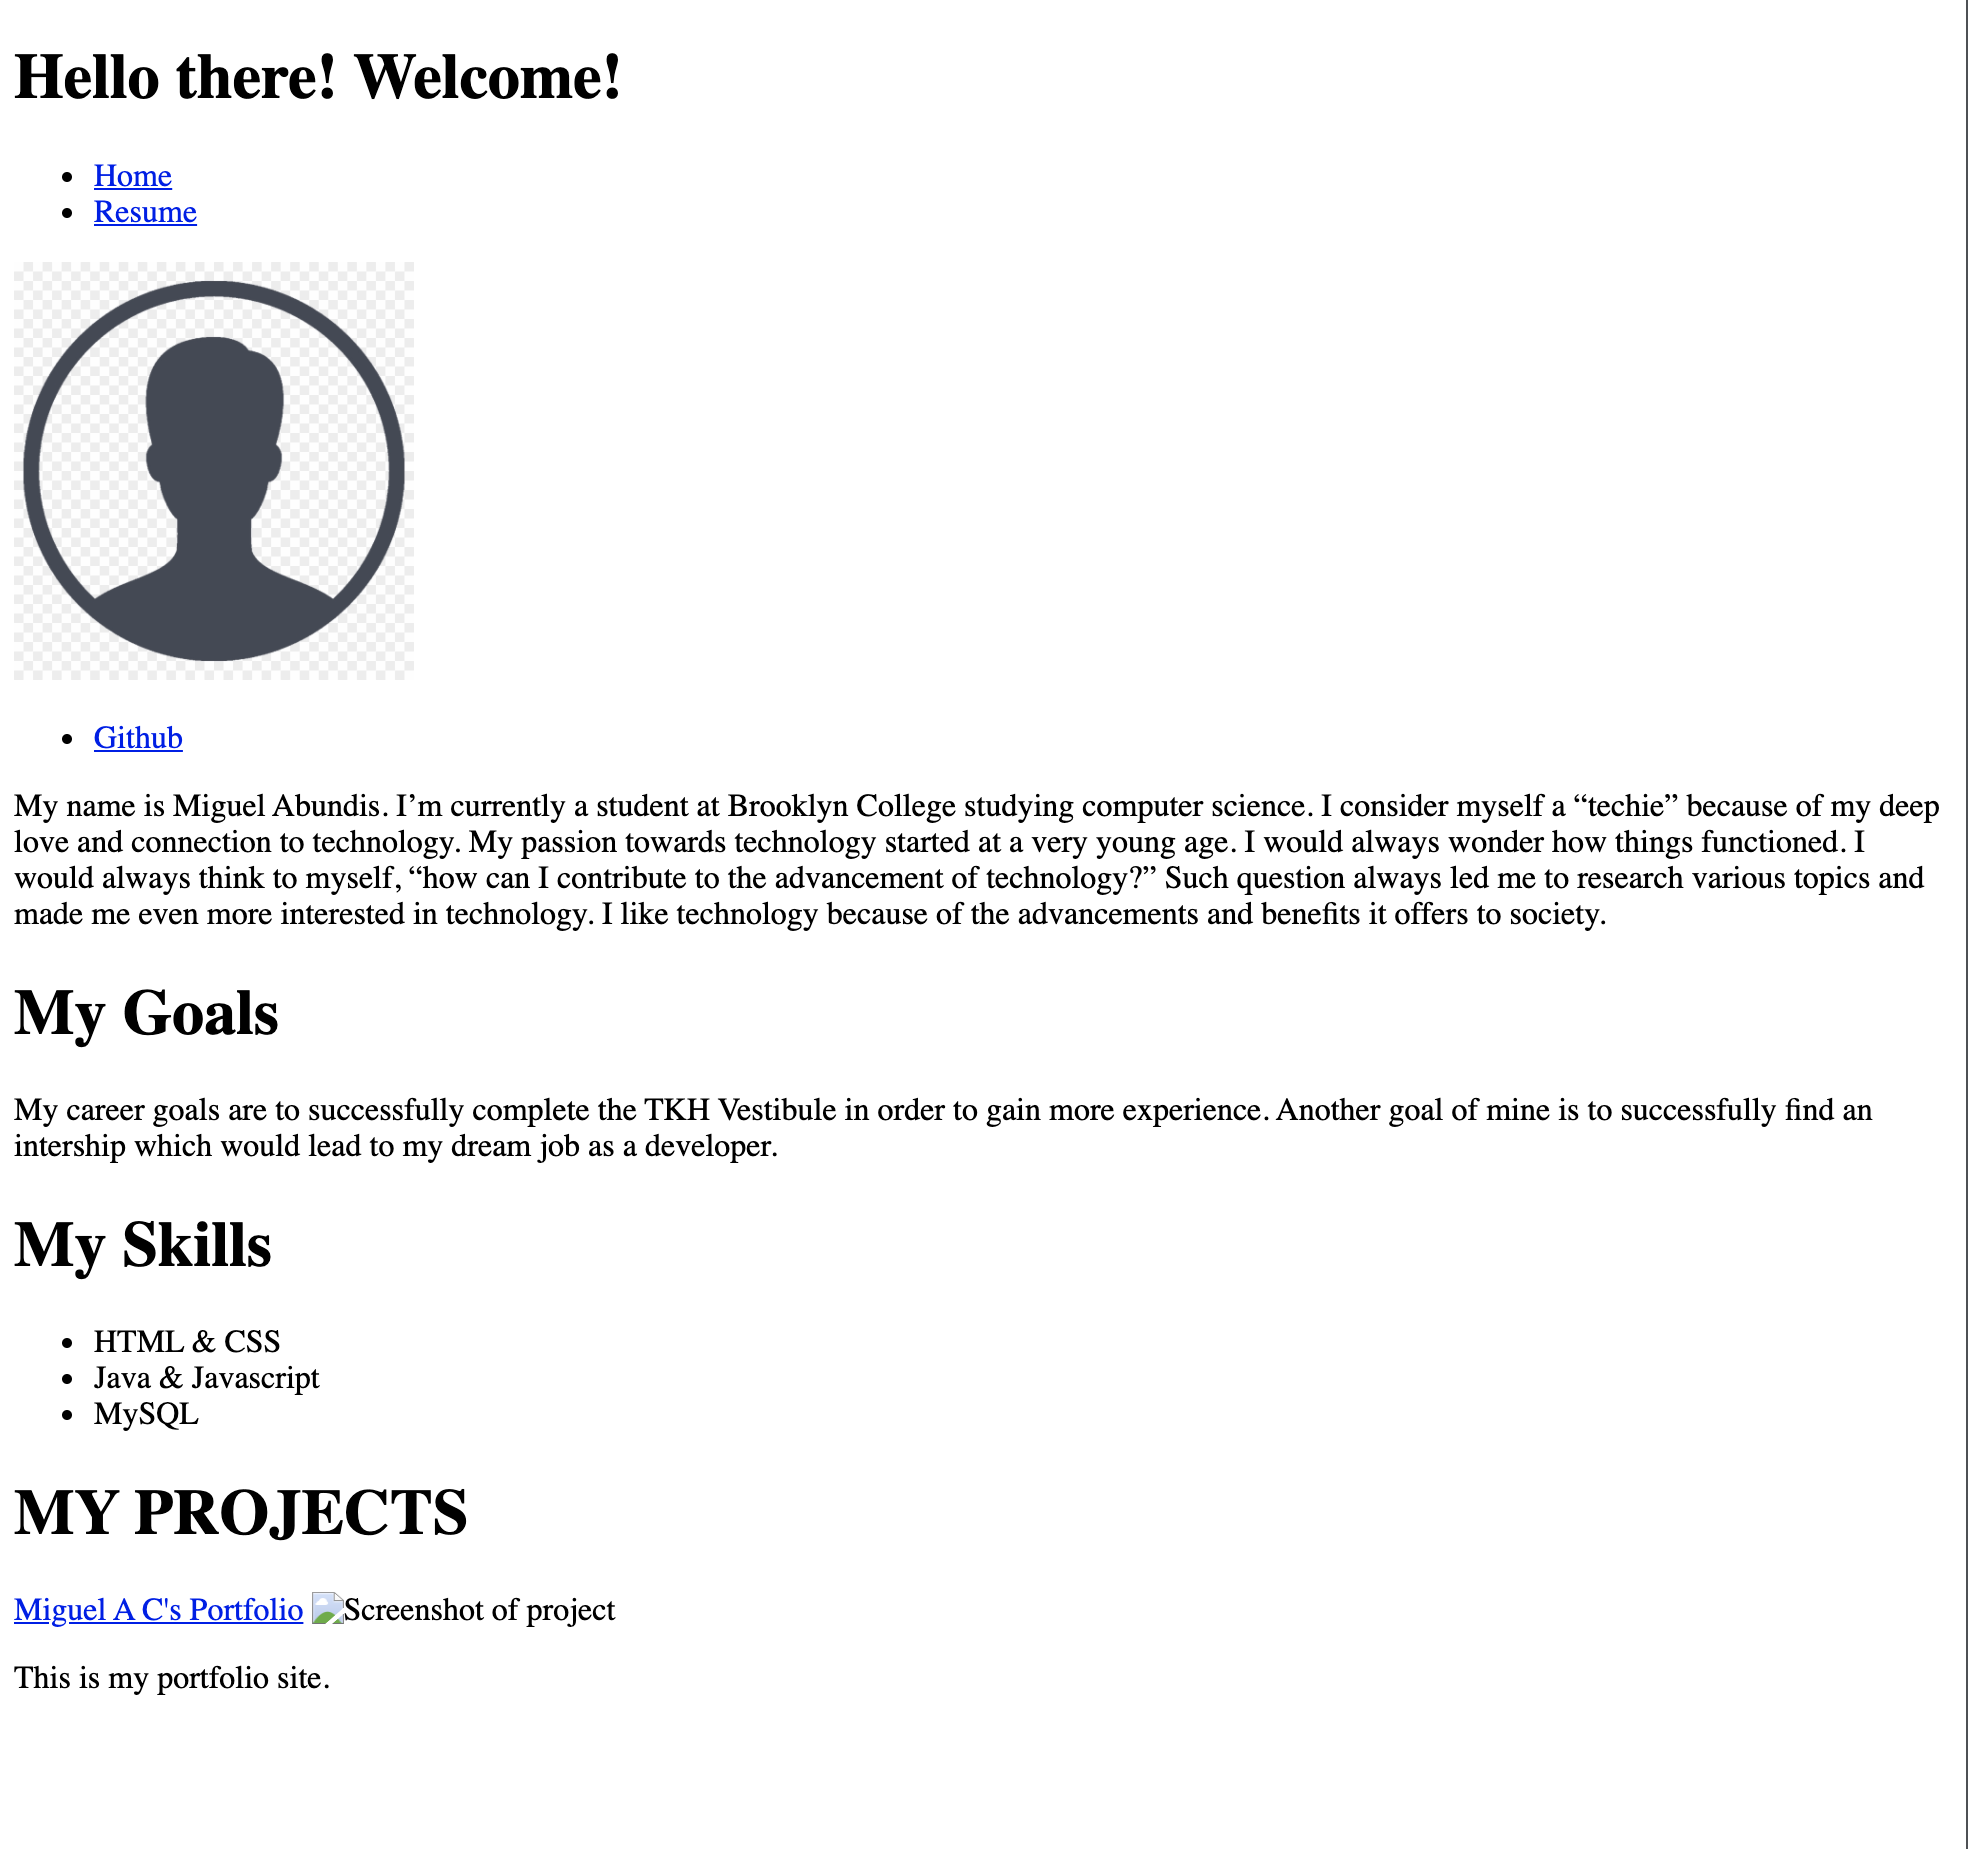 Hello there! Welcome!
Home
Resume
Github
My name is Miguel Abundis. I’m currently a student at Brooklyn College studying computer science. I consider myself a “techie” because of my deep
love and connection to technology. My passion towards technology started at a very young age. I would always wonder how things functioned. I
would always think to myself, “how can I contribute to the advancement of technology?” Such question always led me to research various topics and
made me even more interested in technology. I like technology because of the advancements and benefits it offers to society.
My Goals
My career goals are to successfully complete the TKH Vestibule in order to gain more experience. Another goal of mine is to successfully find an
intership which would lead to my dream job as a developer.
My Skills
HTML & CSS
Java & Javascript
MySQL
MY PROJECTS
Miguel A C's Portfolio Screenshot of project
This is my portfolio site.